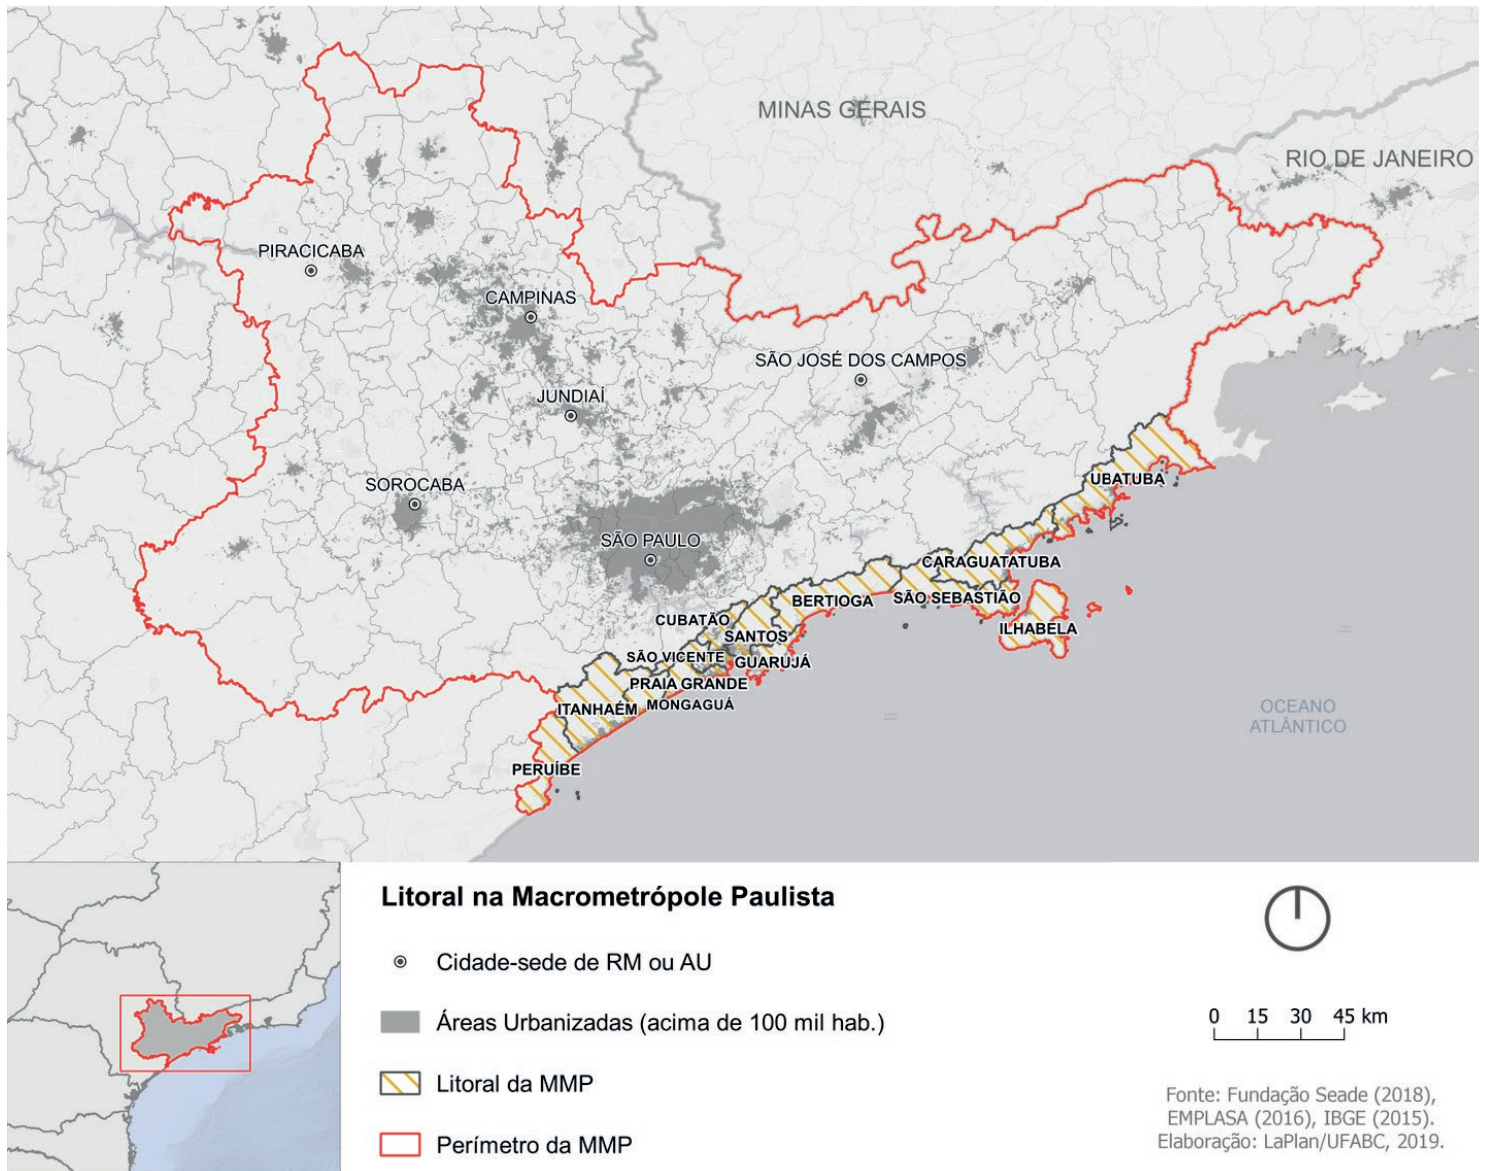 MINAS GERAIS
RIO DE JANEIRO
PIRACICABA
CAMPINAS
SÃO JOSÉ DOS CAMPOS
JUNDIAÍ
SOROCABA
UBATUBA
SÃO PAULO
CARAGUATATUBA
SÃO SEBASTIÃO
BERTIOGA
CUBATÃO
ILHABELA
SANTOS
SÃO VICENTE
GUARUJÁ
PRAIA GRANDE
MONGAGUÁ
ITANHAÉM
OCEANO
ATLÂNTICO
PERUÍBE
Litoral na Macrometrópole Paulista
Cidade-sede de RM ou AU
Áreas Urbanizadas (acima de 100 mil hab.)
Litoral da MMP
Perímetro da MMP
0 15 30 45 km
Fonte: Fundação Seade (2018),
EMPLASA (2016), IBGE (2015).
Elaboração: LaPlan/UFABC, 2019.